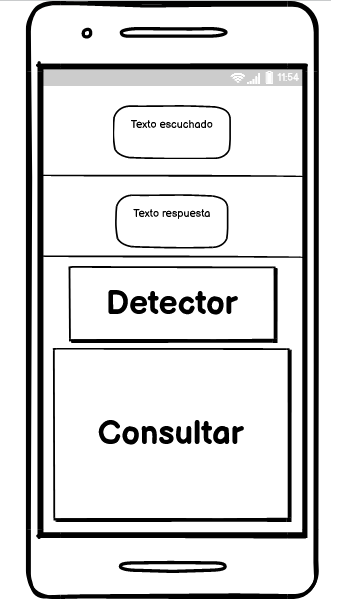 11:54
Texto escuchado
Texto respuesta
Detector
Consultar